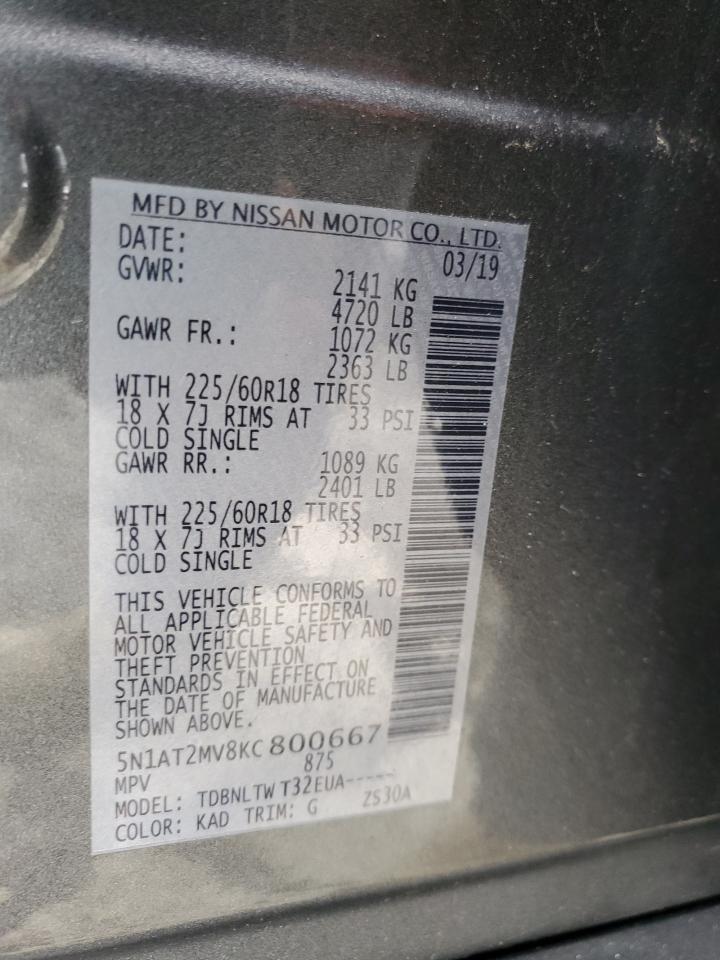 MFD BY NISSAN MOTOR CO., LTD.
DATE: 03/19
GVWR: 2141 KG
4720 LB
GAWR FR.: 1072 KG
2363 LB
WITH 225/60R18 TIRES
18 X 7J RIMS AT 33 PSI
COLD SINGLE
GAWR RR.: 1089 KG
2401 LB
WITH 225/60R18 TIRES
18 X 7J RIMS AT 33 PSI
COLD SINGLE
THIS VEHICLE CONFORMS TO
ALL APPLICABLE FEDERAL
MOTOR VEHICLE SAFETY AND
THEFT PREVENTION
STANDARDS IN EFFECT ON
THE DATE OF MANUFACTURE
SHOWN ABOVE.
5N1AT2MV8KC800667
MPV 875
MODEL: TDBNLTW T32EUA-----
COLOR: KAD TRIM: G ZS30A